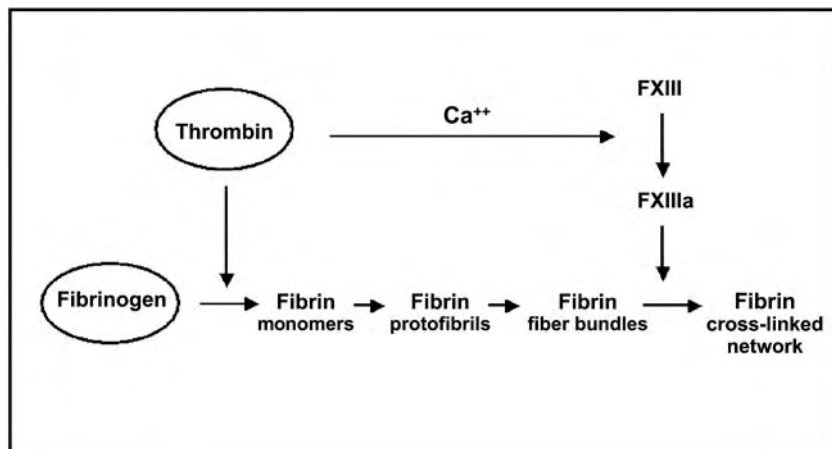 FXIII
Ca++
Thrombin
FXIIIa
Fibrinogen
Fibrin
monomers
Fibrin
protofibrils
Fibrin
fiber bundles
Fibrin
cross-linked
network